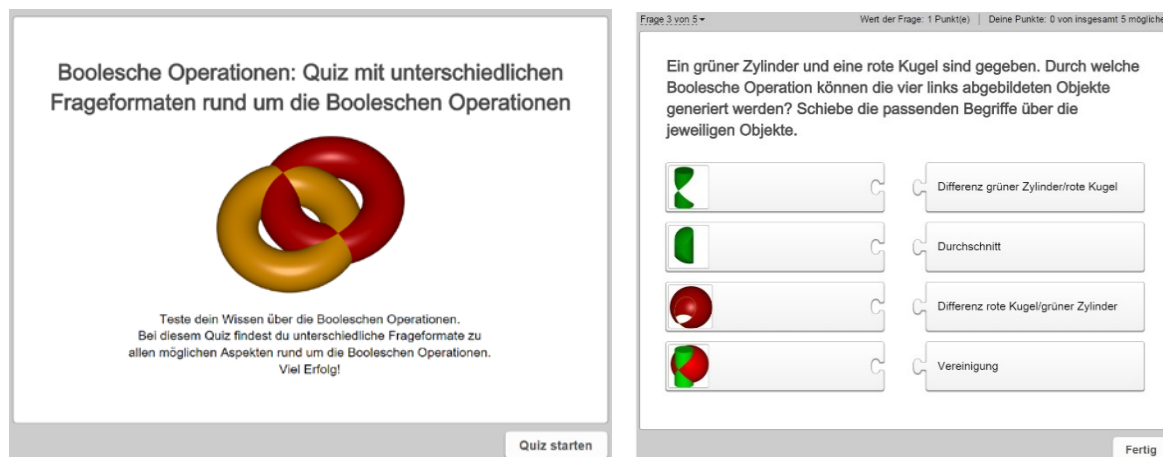 Boolesche Operationen: Quiz mit unterschiedlichen
Frageformaten rund um die Booleschen Operationen
Teste dein Wissen über die Booleschen Operationen.
Bei diesem Quiz findest du unterschiedliche Frageformate zu
allen möglichen Aspekten rund um die Booleschen Operationen.
Viel Erfolg!
Quiz starten
Frage 3 von 5
Wert der Frage: 1 Punkt(e) | Deine Punkte: 0 von insgesamt 5 mögliche
Ein grüner Zylinder und eine rote Kugel sind gegeben. Durch welche
Boolesche Operation können die vier links abgebildeten Objekte
generiert werden? Schiebe die passenden Begriffe über die
jeweiligen Objekte.
Differenz grüner Zylinder/rote Kugel
Durchschnitt
Differenz rote Kugel/grüner Zylinder
Vereinigung
Fertig